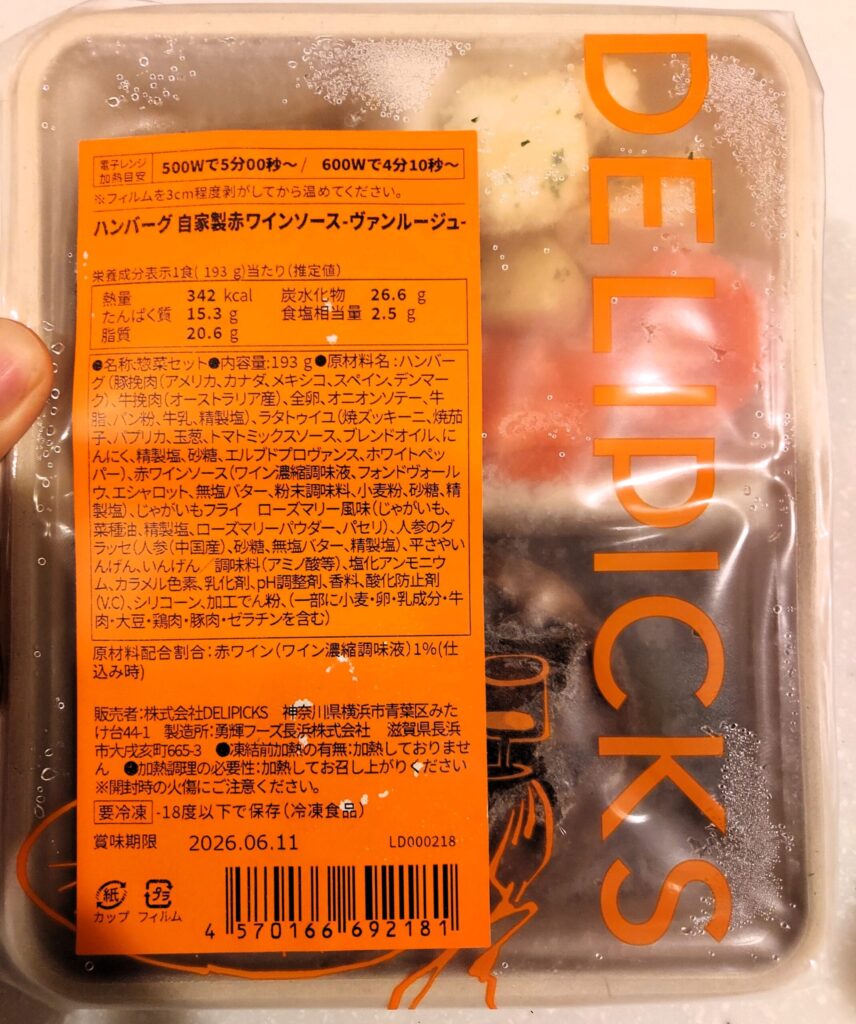 DELIPICKS
電子レンジ
加熱目安
500Wで5分00秒～/ 600Wで4分10秒～
※フィルムを3cm程度剥がしてから温めてください。
ハンバーグ 自家製赤ワインソース-ヴァンルージュ-
栄養成分表示1食( 193 g)当たり(推定値)
熱量 342 kcal 炭水化物 26.6 g
たんぱく質 15.3 g 食塩相当量 2.5 g
脂質 20.6 g
●名称:惣菜セット●内容量:193 g●原材料名:ハンバー
グ(豚挽肉(アメリカ、カナダ、メキシコ、スペイン、デンマー
ク)、牛挽肉(オーストラリア産)、全卵、オニオンソテー、牛
脂、パン粉、牛乳、精製塩)、ラタトゥイユ(焼ズッキーニ、焼茄
子、パプリカ、玉葱、トマトミックスソース、ブレンドオイル、に
んにく、精製塩、砂糖、エルブドプロヴァンス、ホワイトペッ
パー)、赤ワインソース(ワイン濃縮調味液、フォンドヴォール
ウ、エシャロット、無塩バター、粉末調味料、小麦粉、砂糖、精
製塩)、じゃがいもフライ ローズマリー風味(じゃがいも、
菜種油、精製塩、ローズマリーパウダー、パセリ)、人参のグ
ラッセ(人参(中国産)、砂糖、無塩バター、精製塩)、平さやい
んげん、いんげん/調味料(アミノ酸等)、塩化アンモニウ
ム、カラメル色素、乳化剤、pH調整剤、香料、酸化防止剤
(V.C)、シリコーン、加工でん粉、(一部に小麦・卵・乳成分・牛
肉・大豆・鶏肉・豚肉・ゼラチンを含む)
原材料配合割合:赤ワイン(ワイン濃縮調味液)1%(仕
込み時)
販売者:株式会社DELIPICKS 神奈川県横浜市青葉区みた
け台44-1 製造所:勇輝フーズ長浜株式会社 滋賀県長浜
市大戌亥町665-3 ●凍結前加熱の有無:加熱しておりませ
ん ●加熱調理の必要性:加熱してお召し上がりください
※開封時の火傷にご注意ください。
要冷凍 -18度以下で保存(冷凍食品)
賞味期限 2026.06.11 LD000218
紙 プラ
カップ フィルム
4 570166 692181